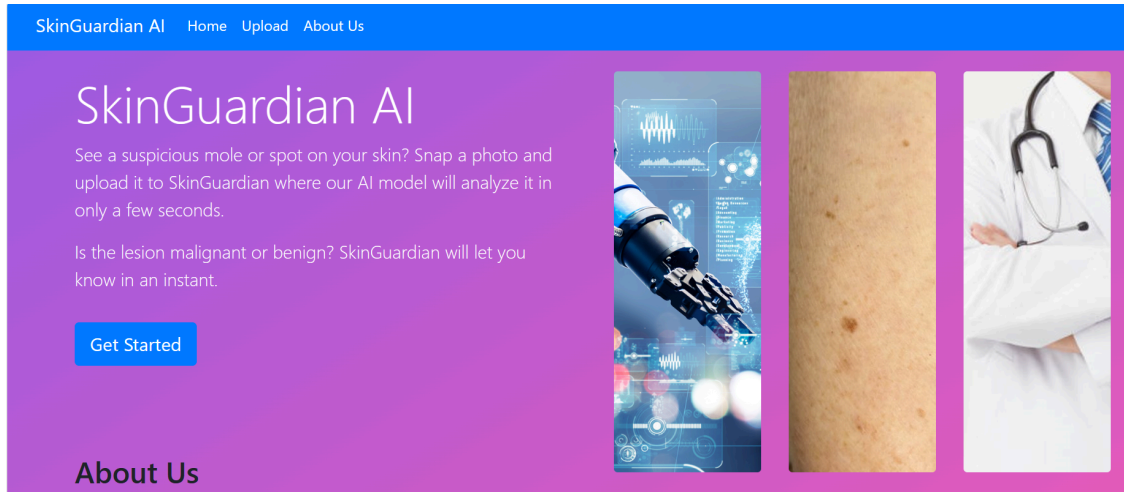 SkinGuardian AI Home Upload About Us
SkinGuardian AI
See a suspicious mole or spot on your skin? Snap a photo and
upload it to SkinGuardian where our AI model will analyze it in
only a few seconds.
Is the lesion malignant or benign? SkinGuardian will let you
know in an instant.
Get Started
About Us